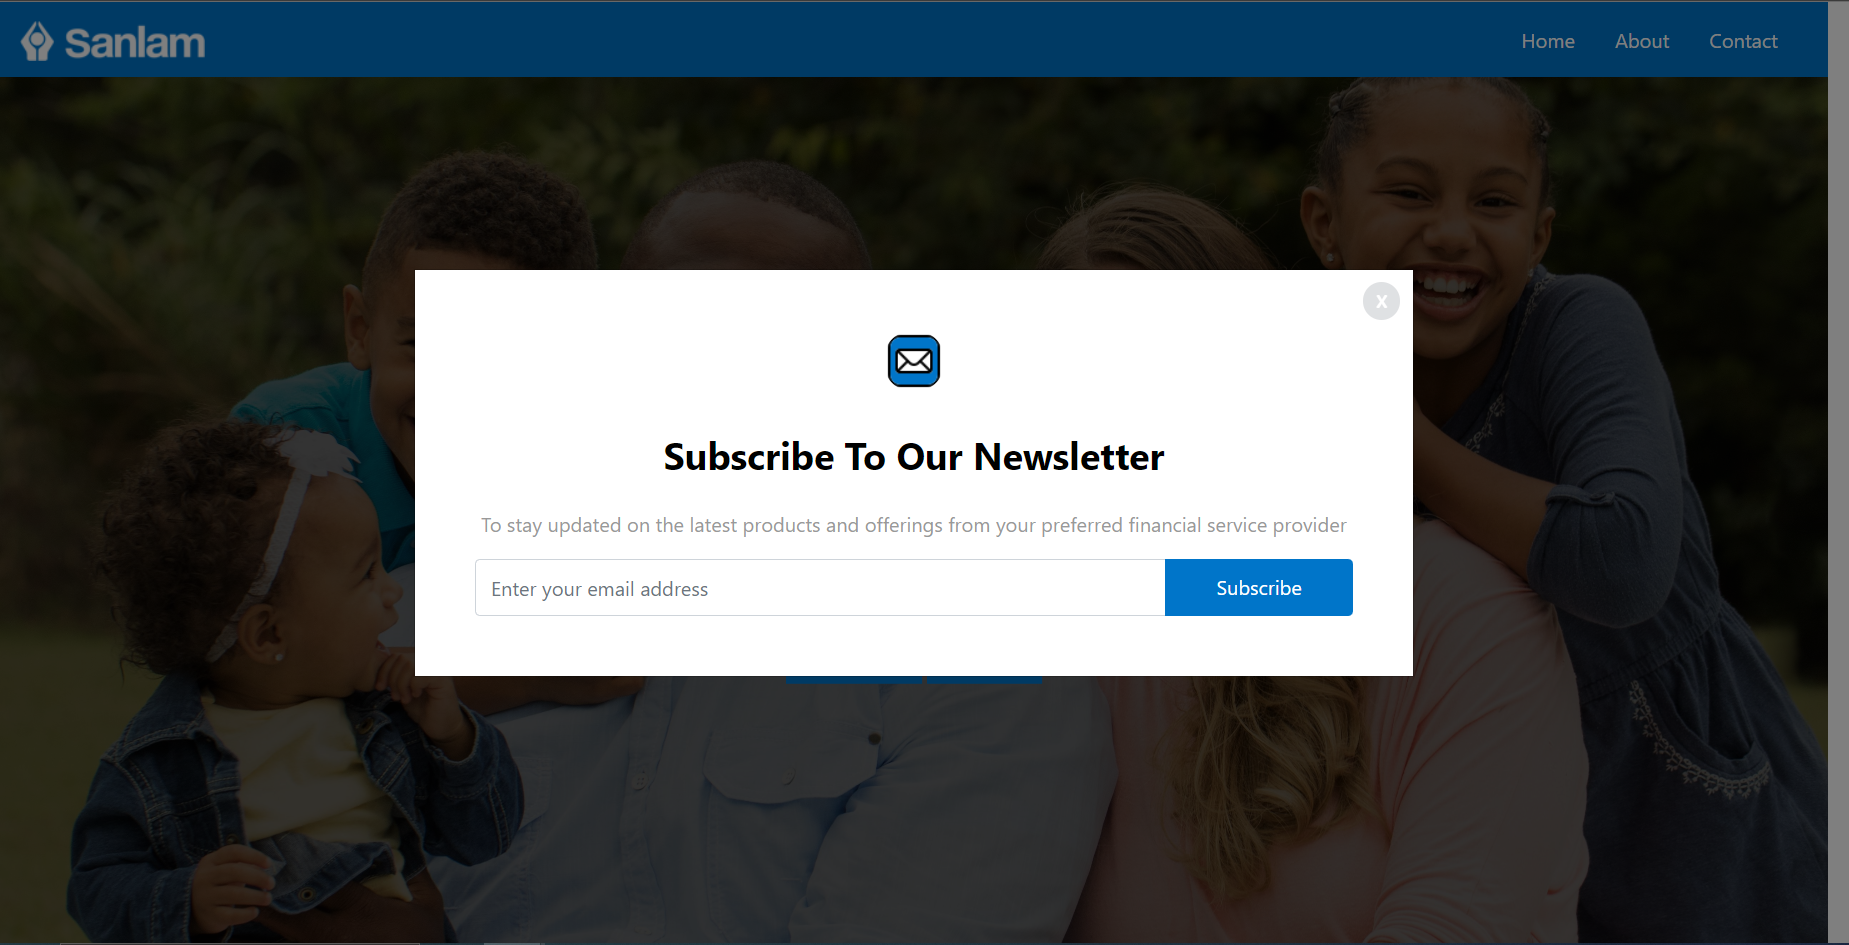 Sanlam
Home
About
Contact
X
Subscribe To Our Newsletter
To stay updated on the latest products and offerings from your preferred financial service provider
Enter your email address
Subscribe